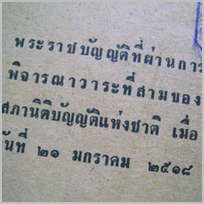 พระราชบัญญัติที่ผ่านการ
พิจารณาวาระที่สามของ
สภานิติบัญญัติแห่งชาติ เมื่อ
วันที่ ๒๑ มกราคม ๒๕๑๘